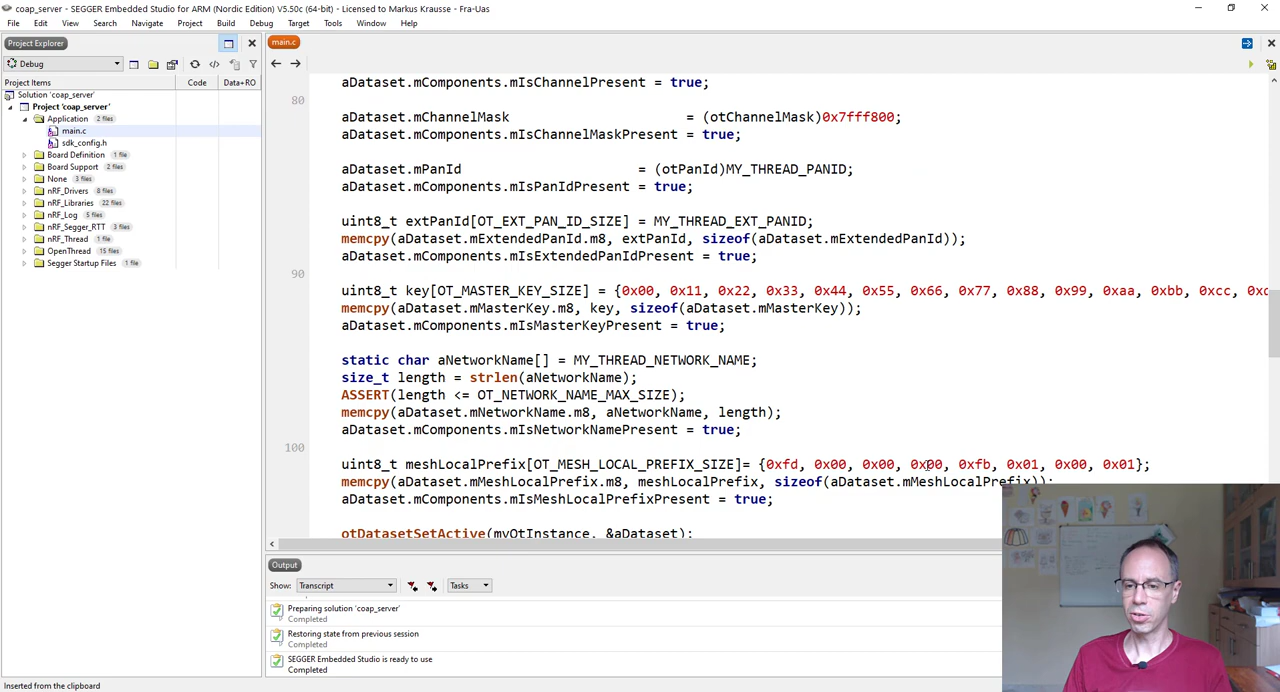 coap_server - SEGGER Embedded Studio for ARM (Nordic Edition) V5.50c (64-bit) - Licensed to Markus Krausse - Fra-Uas
File Edit View Search Navigate Project Build Debug Target Tools Window Help
Project Explorer
main.c
Debug
Project Items Code Data+RO
Solution 'coap_server'
Project 'coap_server'
Application 2 files
main.c
sdk_config.h
Board Definition 1 file
Board Support 2 files
None 3 files
nRF_Drivers 8 files
nRF_Libraries 22 files
nRF_Log 5 files
nRF_Segger_RTT 3 files
nRF_Thread 1 file
OpenThread 15 files
Segger Startup Files 1 file
aDataset.mComponents.mIsChannelPresent = true;
80
aDataset.mChannelMask = (otChannelMask)0x7fff800;
aDataset.mComponents.mIsChannelMaskPresent = true;
aDataset.mPanId = (otPanId)MY_THREAD_PANID;
aDataset.mComponents.mIsPanIdPresent = true;
uint8_t extPanId[OT_EXT_PAN_ID_SIZE] = MY_THREAD_EXT_PANID;
memcpy(aDataset.mExtendedPanId.m8, extPanId, sizeof(aDataset.mExtendedPanId));
aDataset.mComponents.mIsExtendedPanIdPresent = true;
90
uint8_t key[OT_MASTER_KEY_SIZE] = {0x00, 0x11, 0x22, 0x33, 0x44, 0x55, 0x66, 0x77, 0x88, 0x99, 0xaa, 0xbb, 0xcc,
memcpy(aDataset.mMasterKey.m8, key, sizeof(aDataset.mMasterKey));
aDataset.mComponents.mIsMasterKeyPresent = true;
static char aNetworkName[] = MY_THREAD_NETWORK_NAME;
size_t length = strlen(aNetworkName);
ASSERT(length <= OT_NETWORK_NAME_MAX_SIZE);
memcpy(aDataset.mNetworkName.m8, aNetworkName, length);
aDataset.mComponents.mIsNetworkNamePresent = true;
100
uint8_t meshLocalPrefix[OT_MESH_LOCAL_PREFIX_SIZE]= {0xfd, 0x00, 0x00, 0x00, 0xfb, 0x01, 0x00, 0x01};
memcpy(aDataset.mMeshLocalPrefix.m8, meshLocalPrefix, sizeof(aDataset.mMeshLocalPrefix));
aDataset.mComponents.mIsMeshLocalPrefixPresent = true;
otDatasetSetActive(myOtInstance, &aDataset);
Output
Show: Transcript Tasks
Preparing solution 'coap_server'
Completed
Restoring state from previous session
Completed
SEGGER Embedded Studio is ready to use
Completed
Inserted from the clipboard